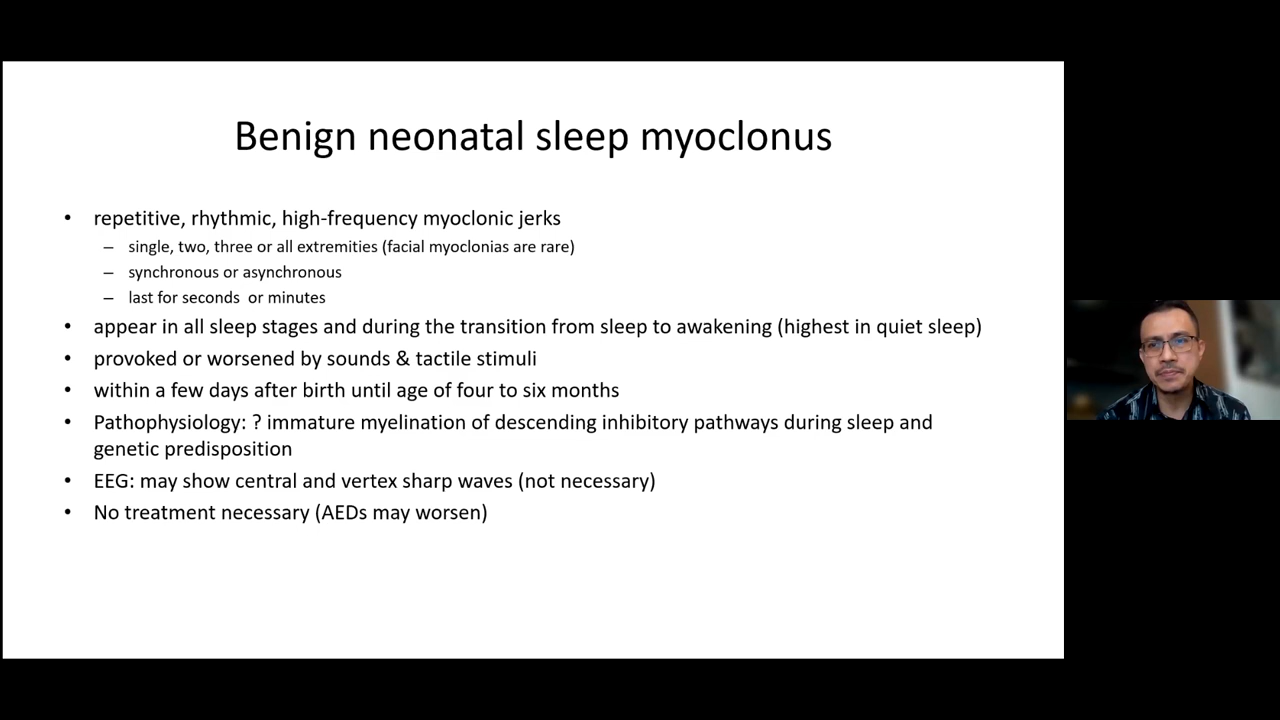 Benign neonatal sleep myoclonus
• repetitive, rhythmic, high-frequency myoclonic jerks
– single, two, three or all extremities (facial myoclonias are rare)
– synchronous or asynchronous
– last for seconds  or minutes
• appear in all sleep stages and during the transition from sleep to awakening (highest in quiet sleep)
• provoked or worsened by sounds & tactile stimuli
• within a few days after birth until age of four to six months
• Pathophysiology: ? immature myelination of descending inhibitory pathways during sleep and
genetic predisposition
• EEG: may show central and vertex sharp waves (not necessary)
• No treatment necessary (AEDs may worsen)